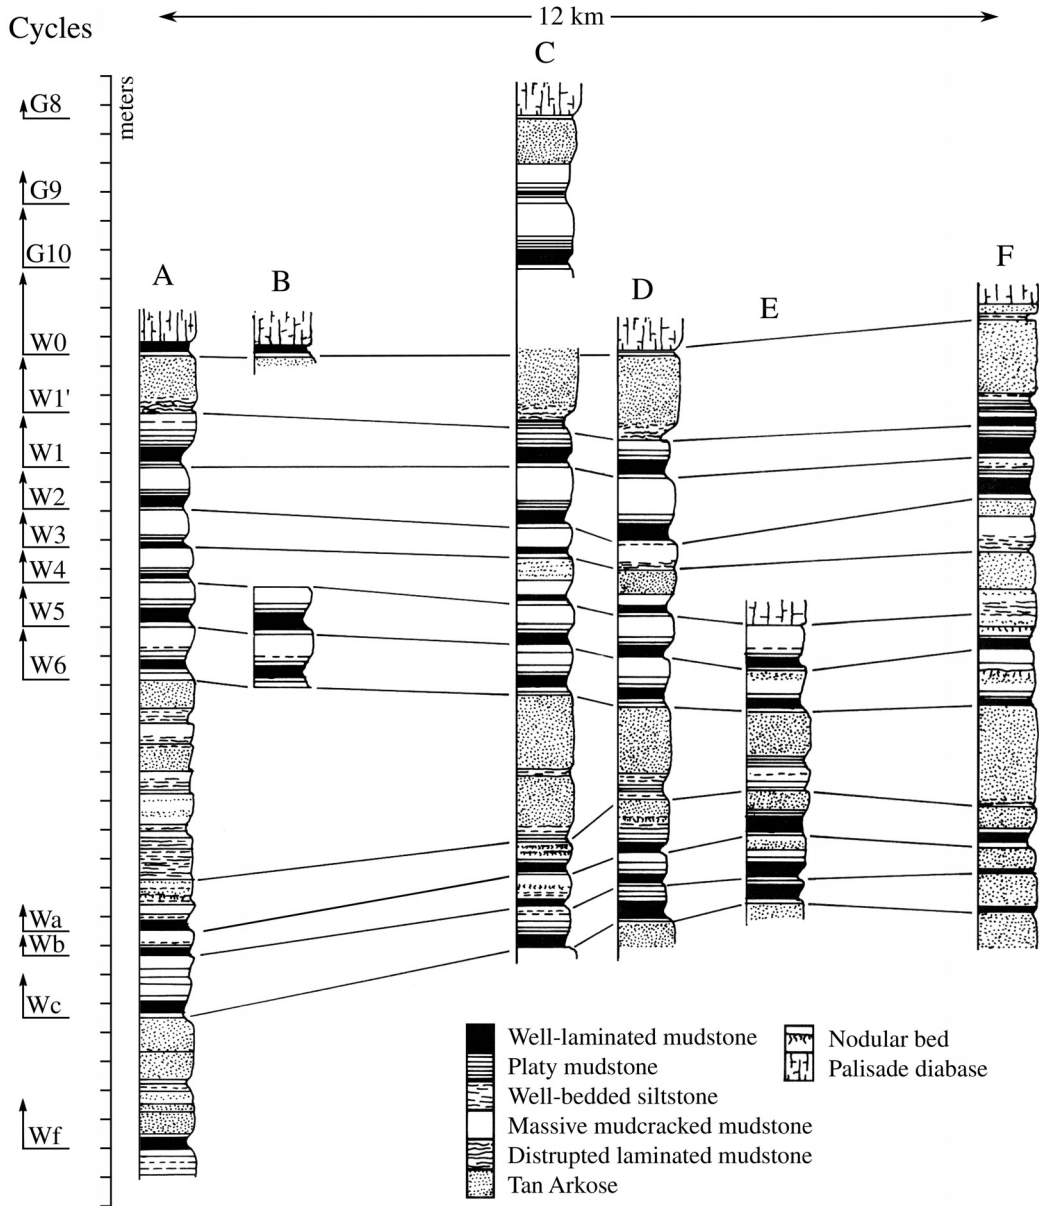 Cycles
12 km
meters
A
B
C
D
E
F
G8
G9
G10
W0
W1'
W1
W2
W3
W4
W5
W6
Wa
Wb
Wc
Wf
Well-laminated mudstone
Platy mudstone
Well-bedded siltstone
Massive mudcracked mudstone
Distrupted laminated mudstone
Tan Arkose
Nodular bed
Palisade diabase